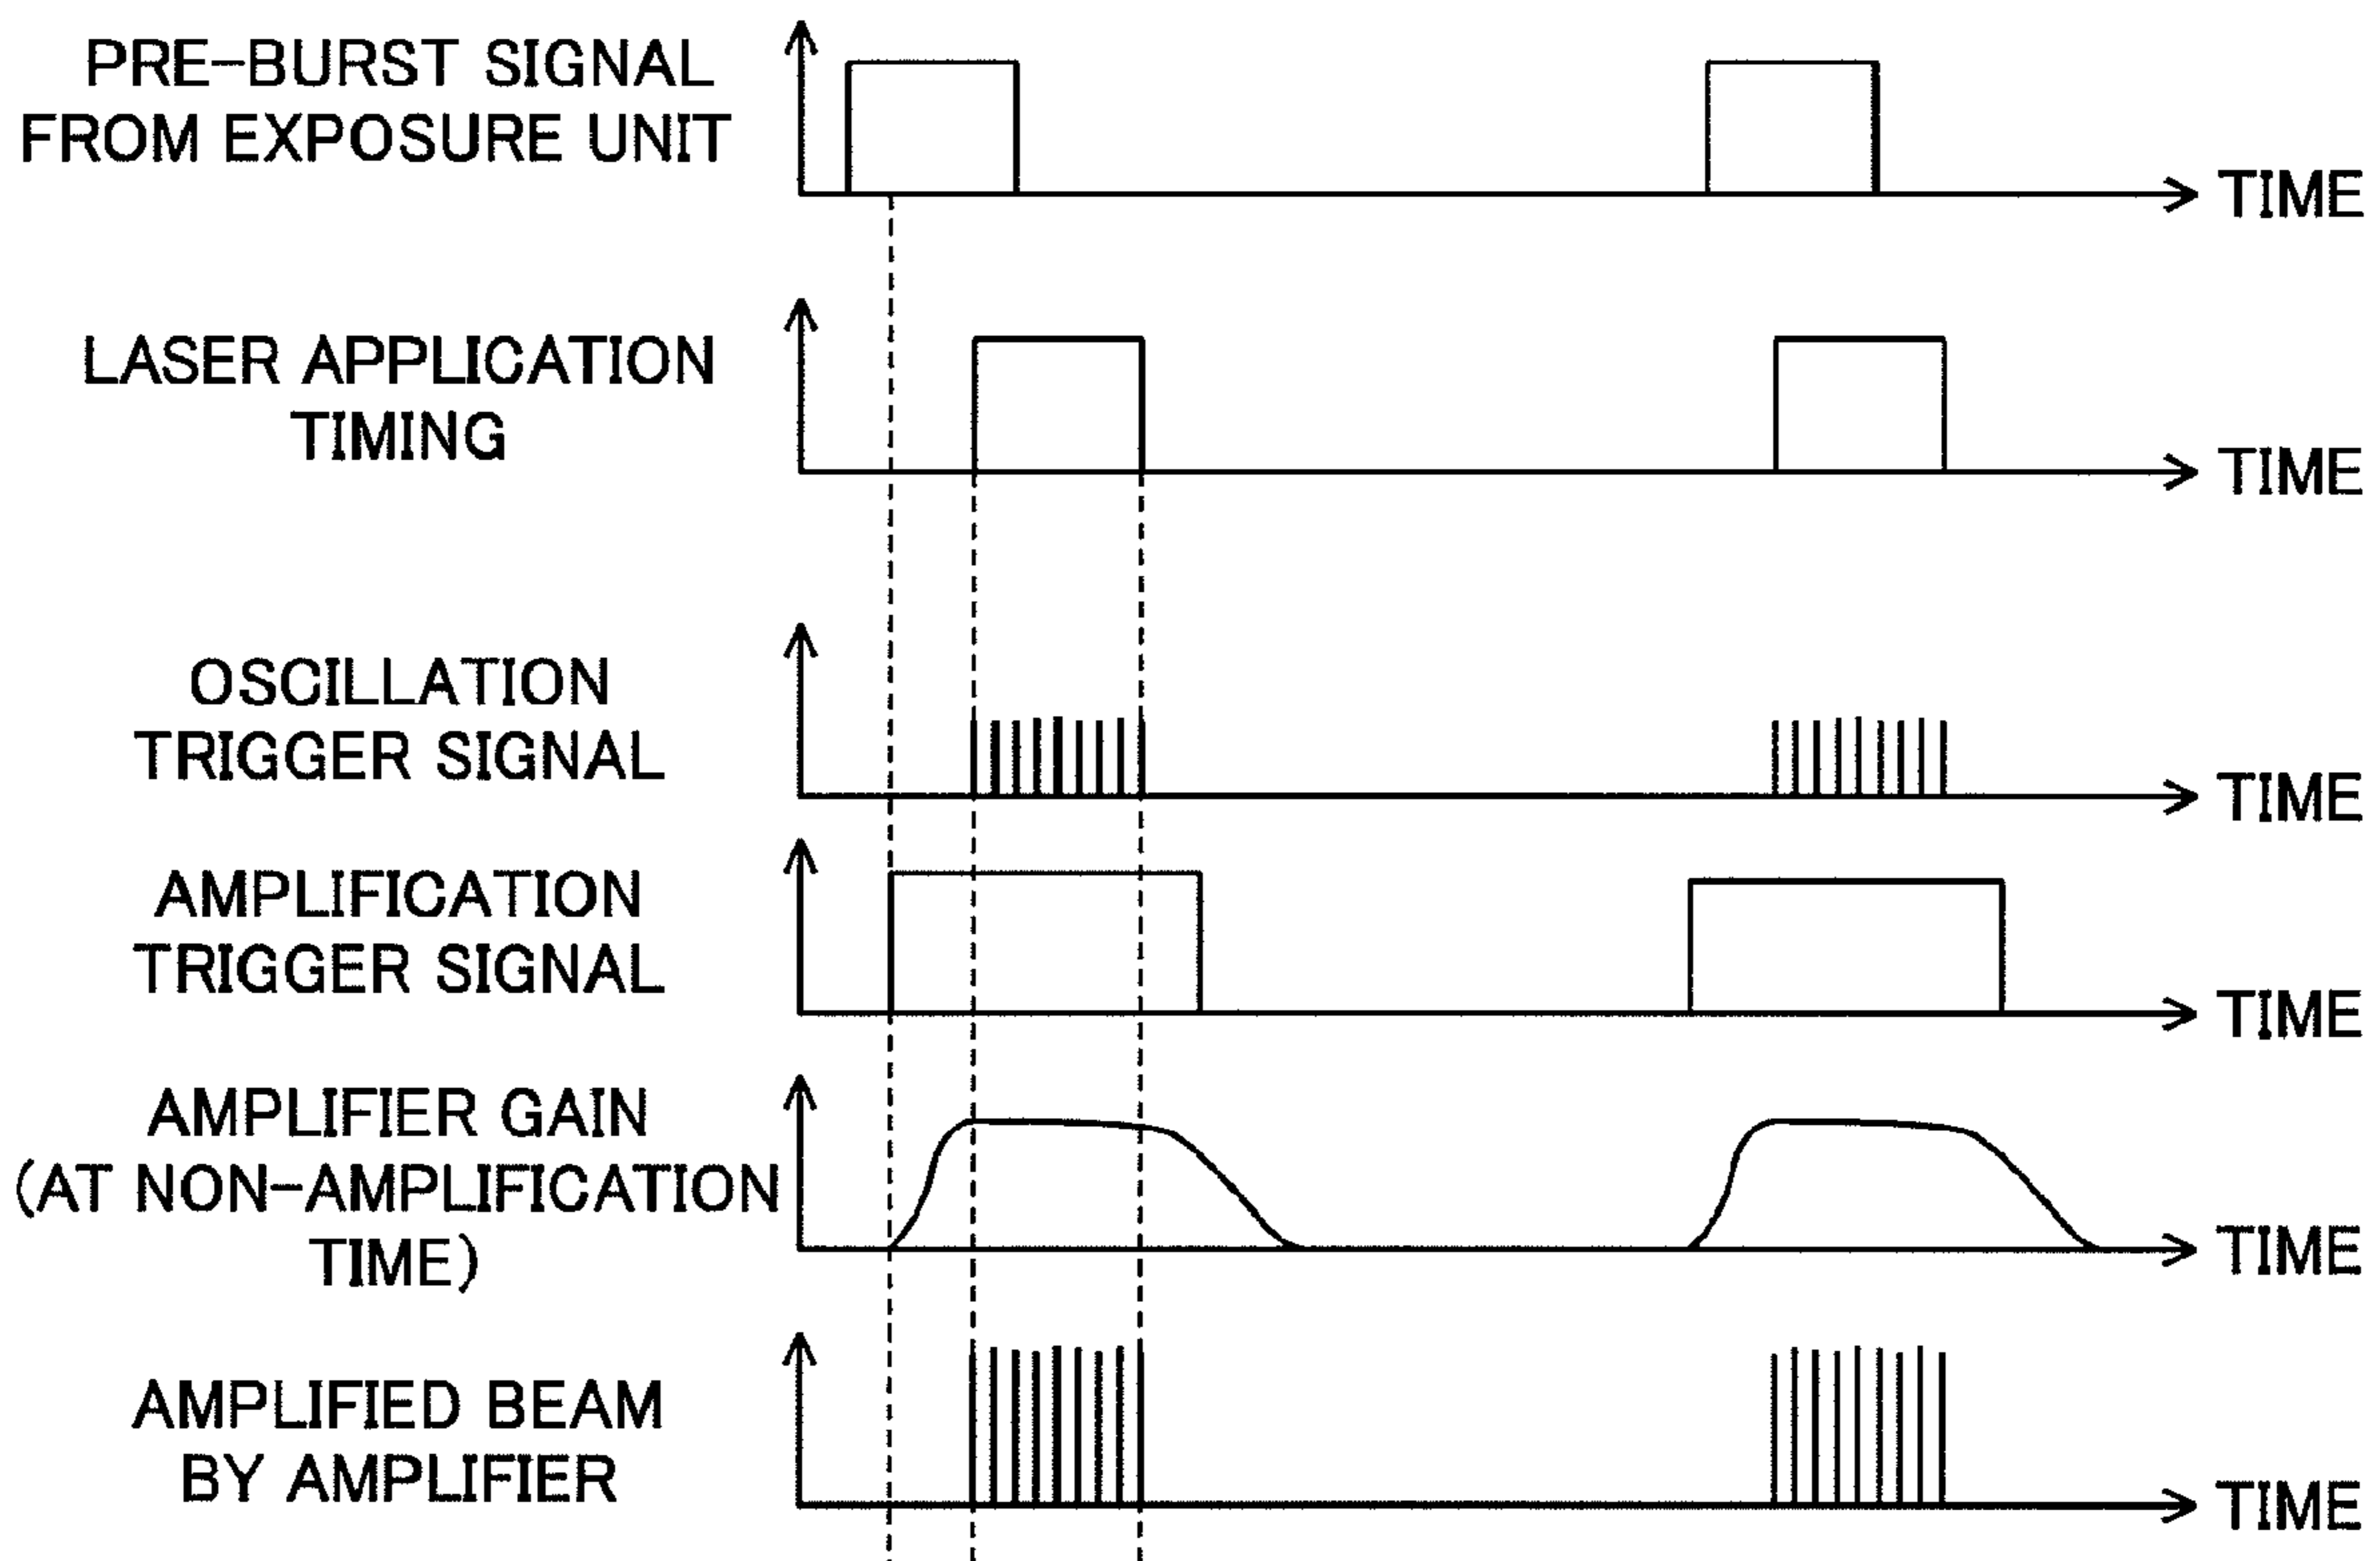 PRE-BURST SIGNAL
FROM EXPOSURE UNIT
TIME
LASER APPLICATION
TIMING
TIME
OSCILLATION
TRIGGER SIGNAL
TIME
AMPLIFICATION
TRIGGER SIGNAL
TIME
AMPLIFIER GAIN
(AT NON-AMPLIFICATION
TIME)
TIME
AMPLIFIED BEAM
BY AMPLIFIER
TIME